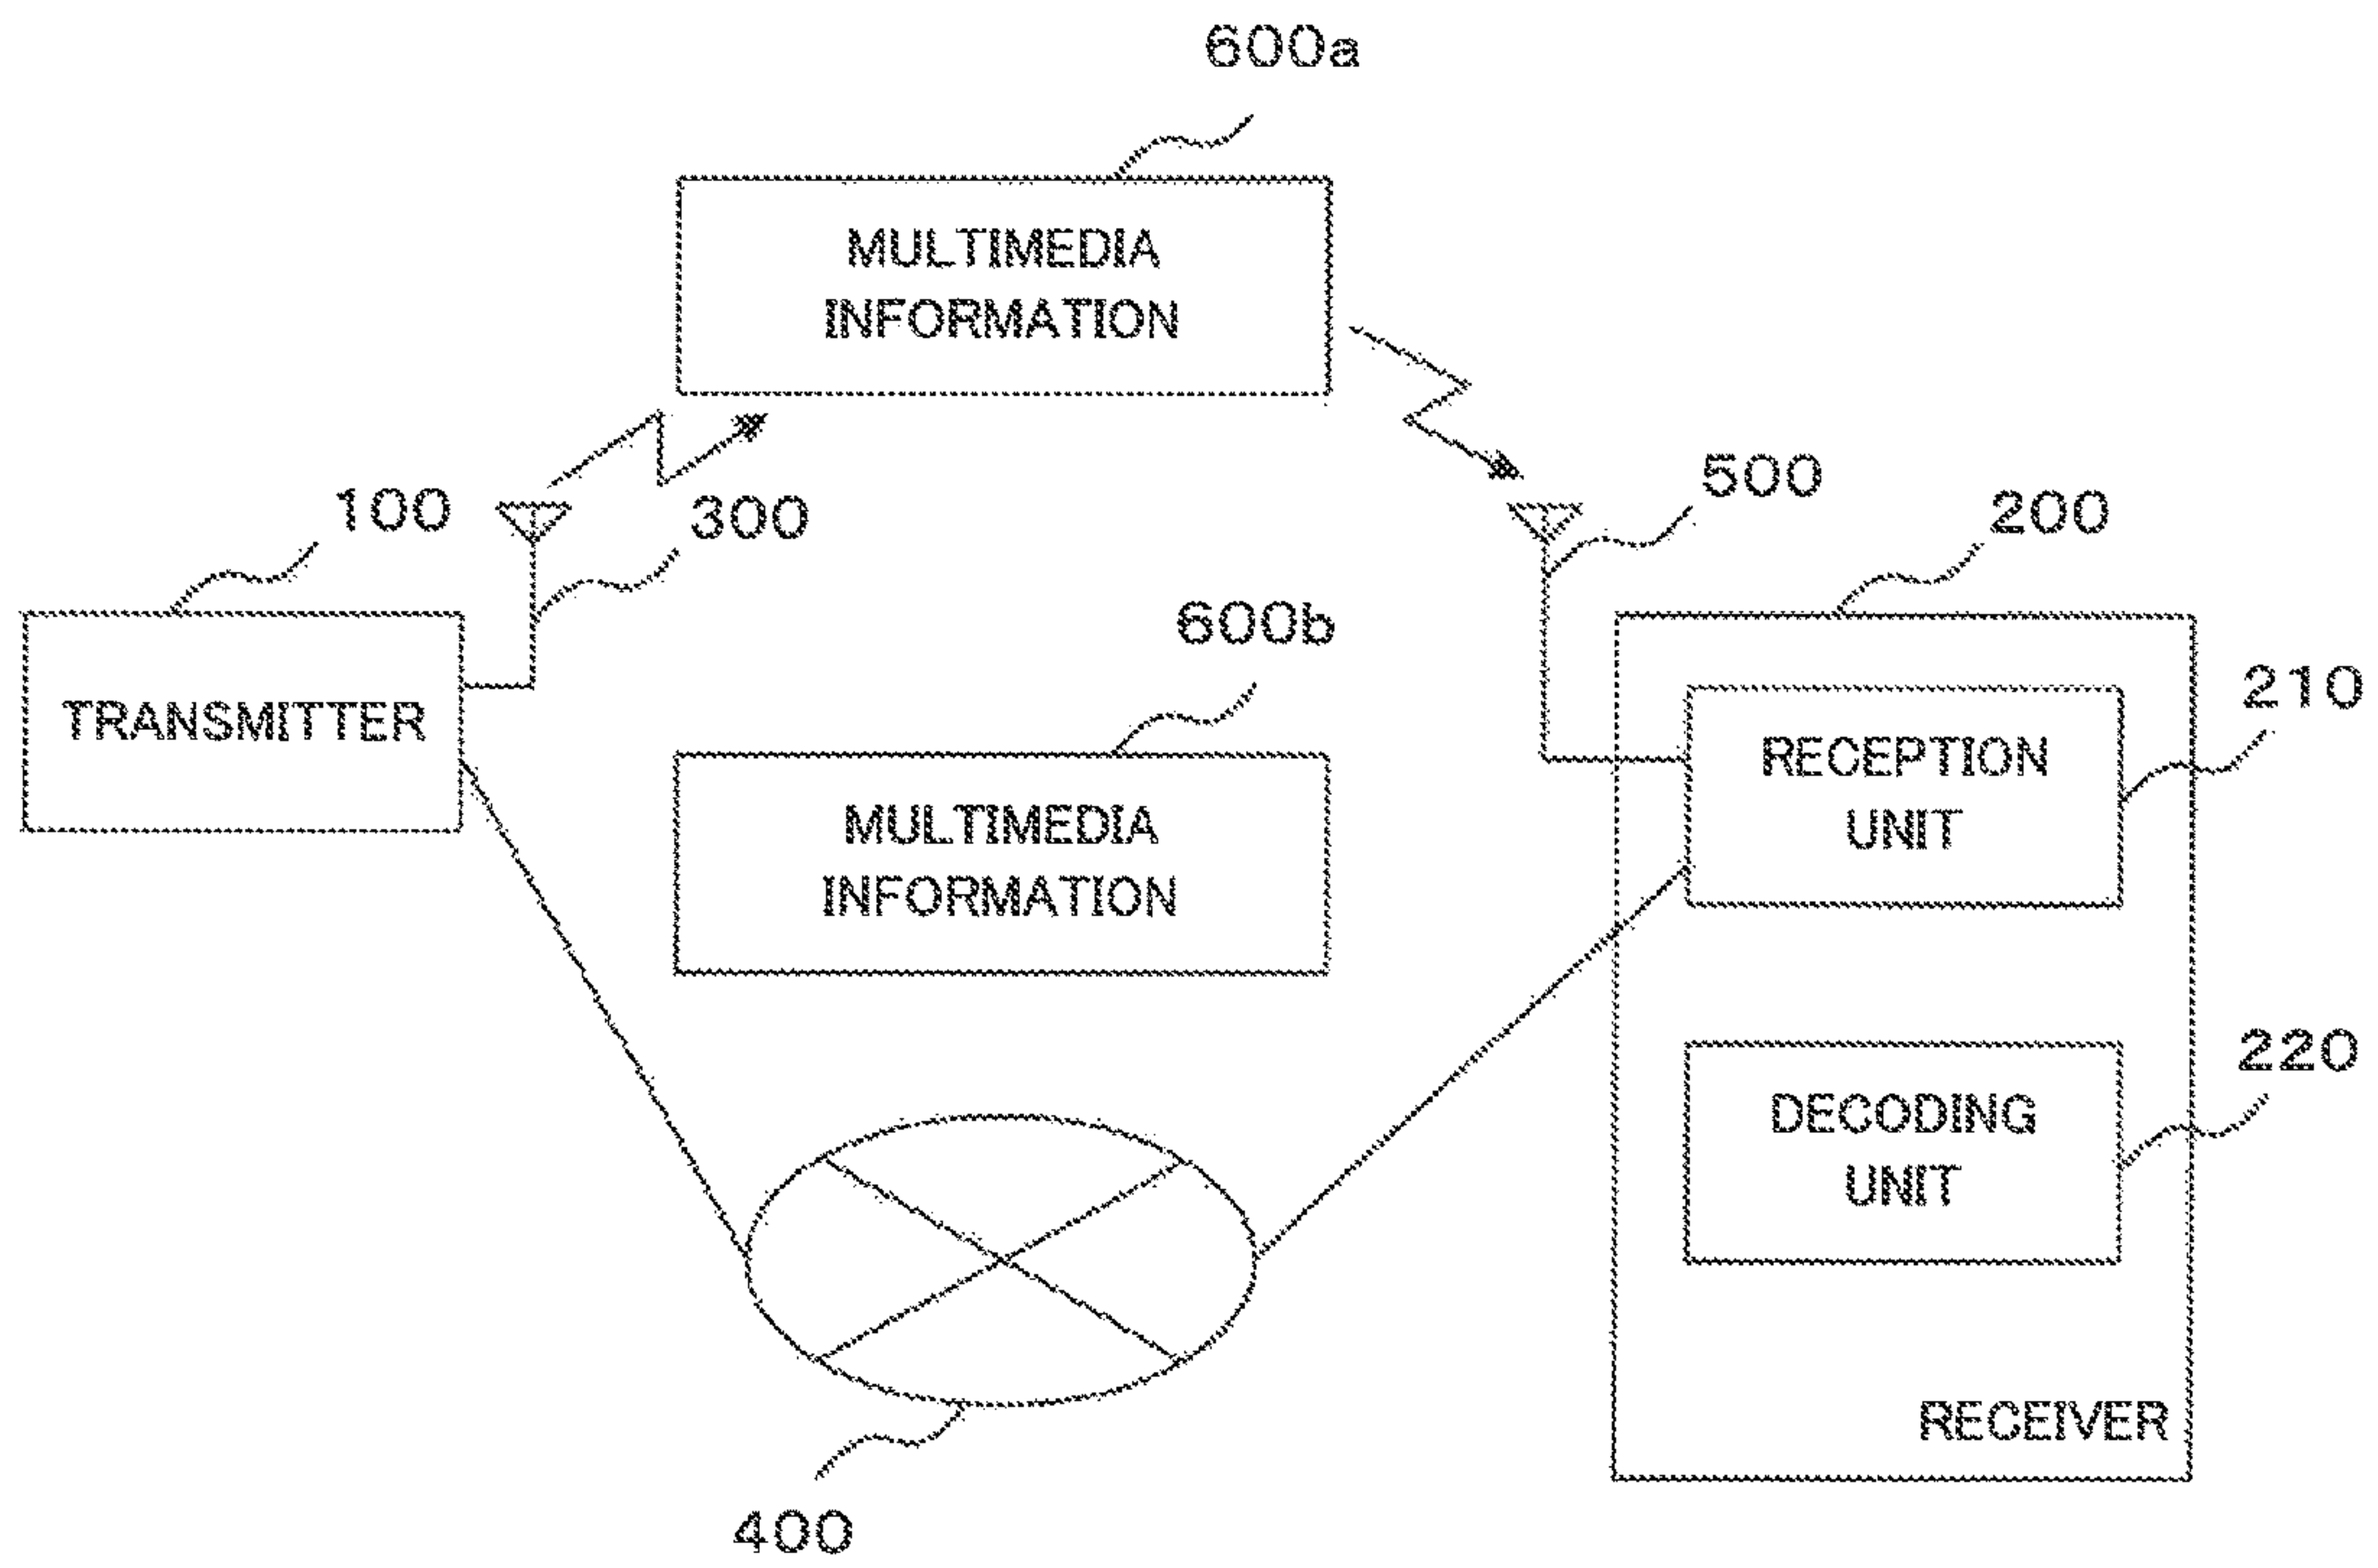 600a
MULTIMEDIA
INFORMATION
100
300
500
200
600b
210
TRANSMITTER
RECEPTION
UNIT
MULTIMEDIA
INFORMATION
220
DECODING
UNIT
RECEIVER
400